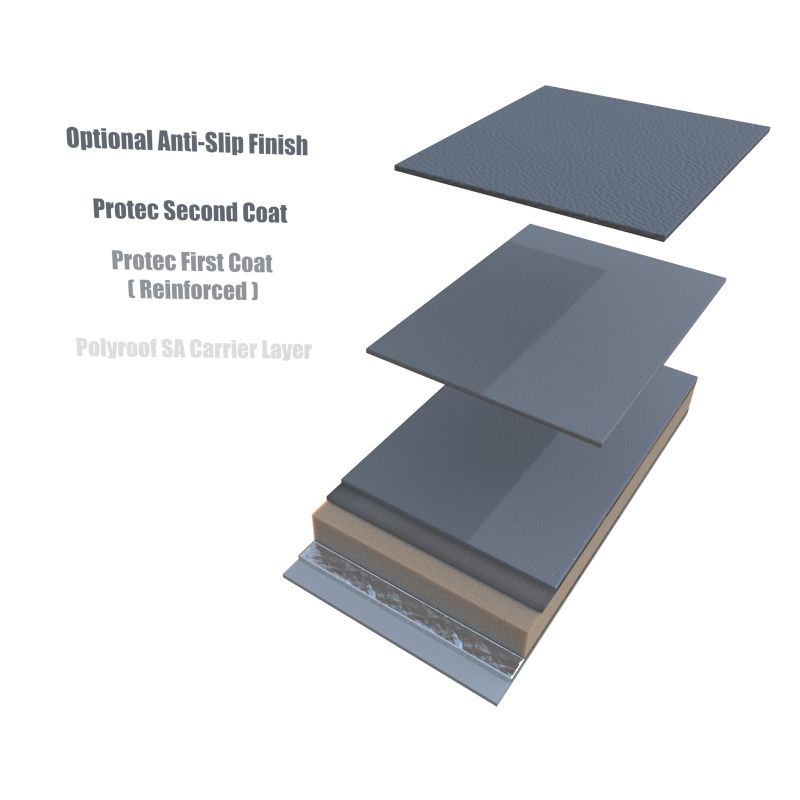 Optional Anti-Slip Finish
Protec Second Coat
Protec First Coat
( Reinforced )
Polyroof SA Carrier Layer